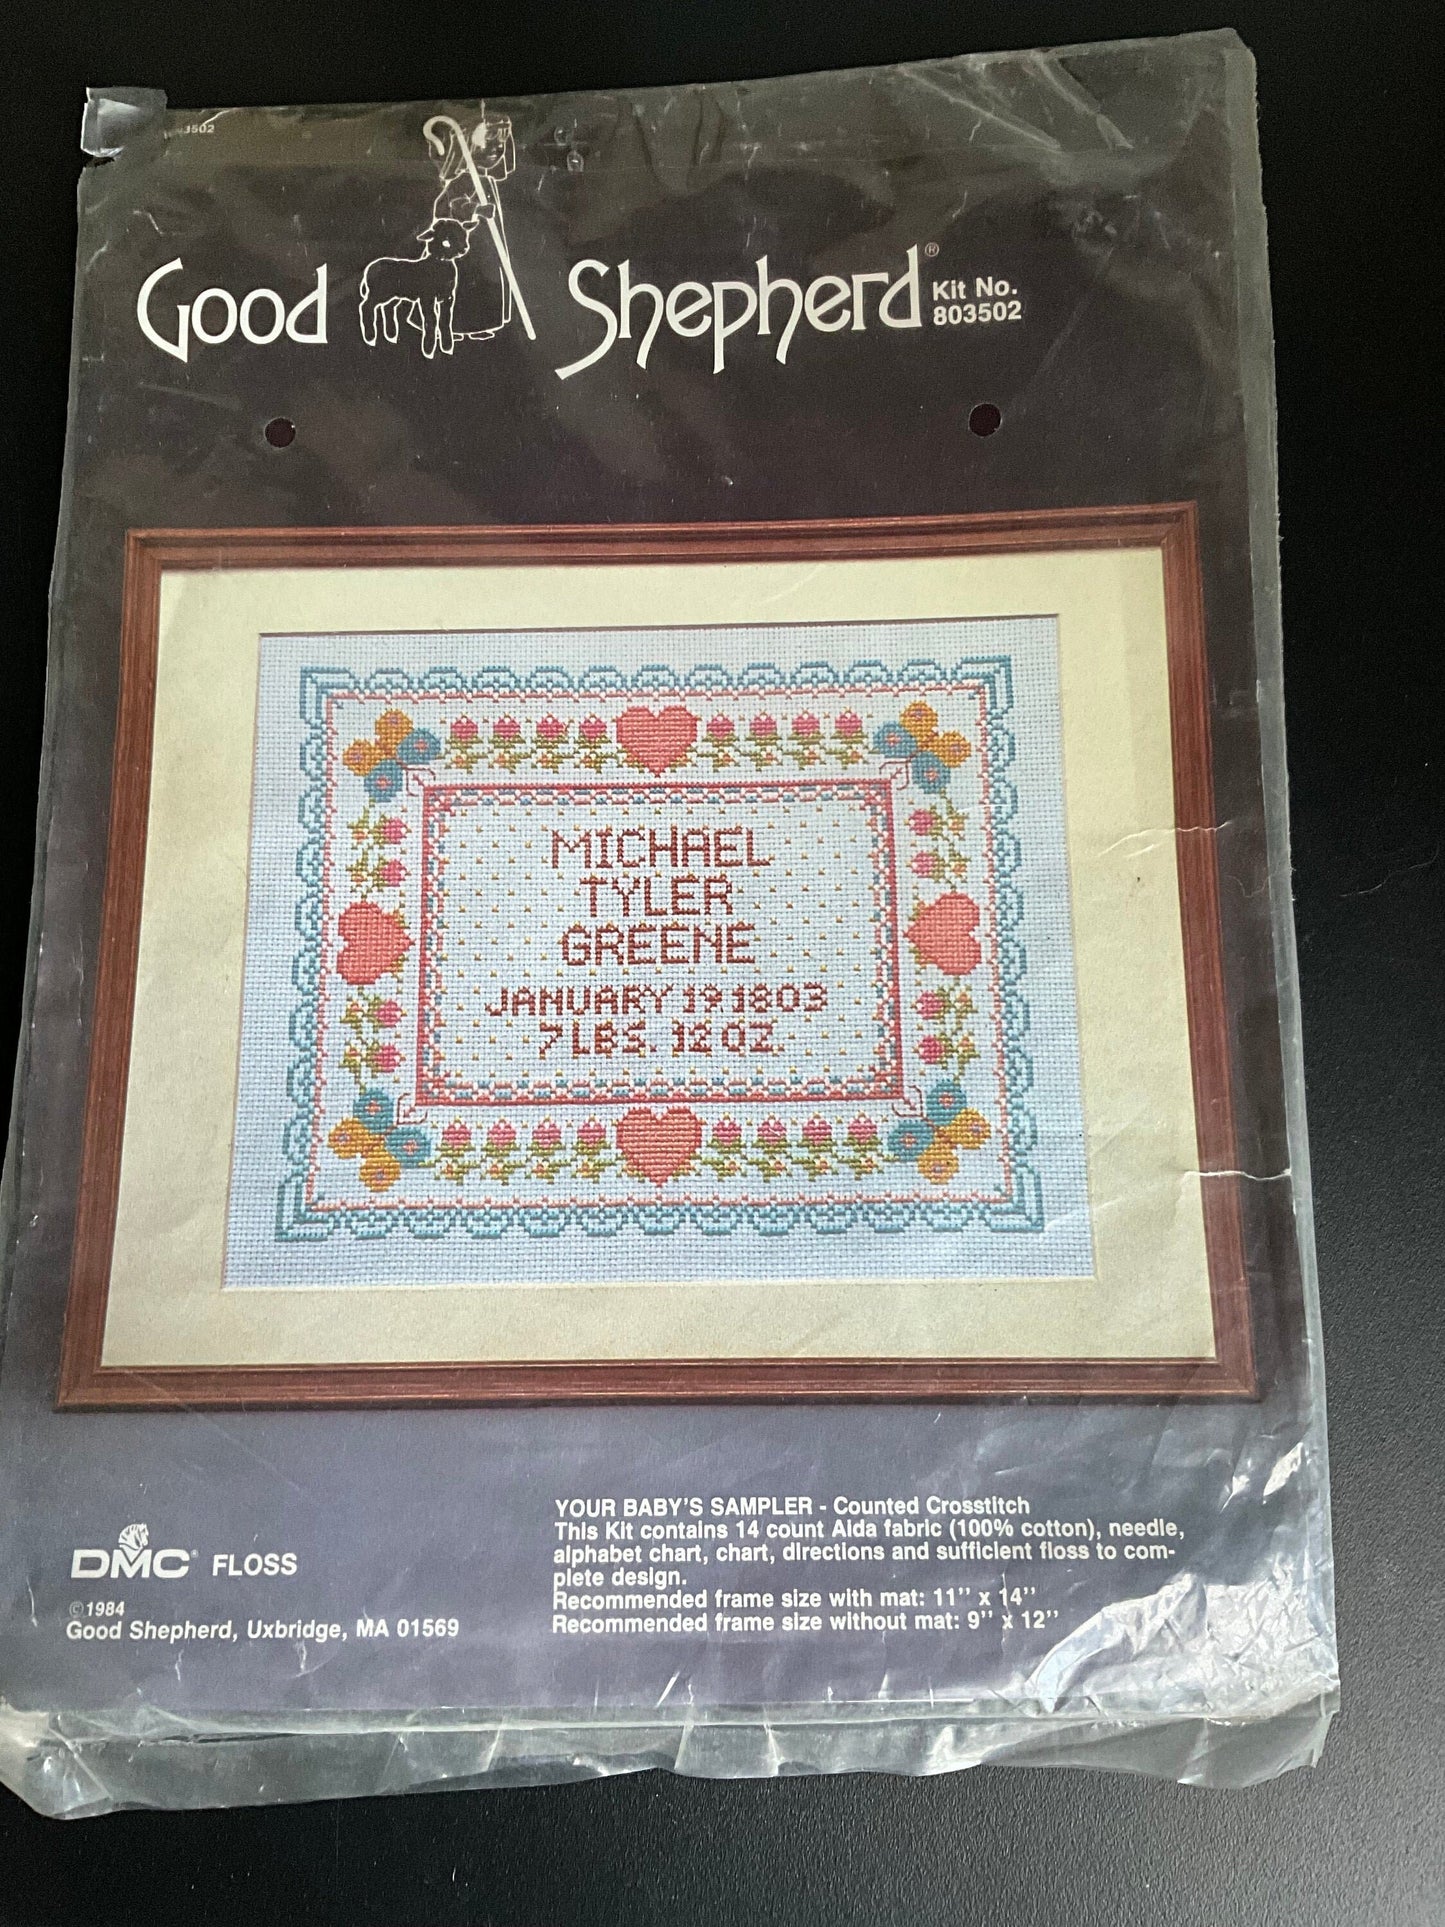 3502
Good Shepherd® Kit No.
803502
MICHAEL
TYLER
GREENE
JANUARY 19 1803
7 LBS. 12 OZ.
YOUR BABY'S SAMPLER - Counted Crosstitch
This Kit contains 14 count Aida fabric (100% cotton), needle,
alphabet chart, chart, directions and sufficient floss to com-
plete design.
Recommended frame size with mat: 11" x 14"
Recommended frame size without mat: 9" x 12"
DMC® FLOSS
©1984
Good Shepherd, Uxbridge, MA 01569